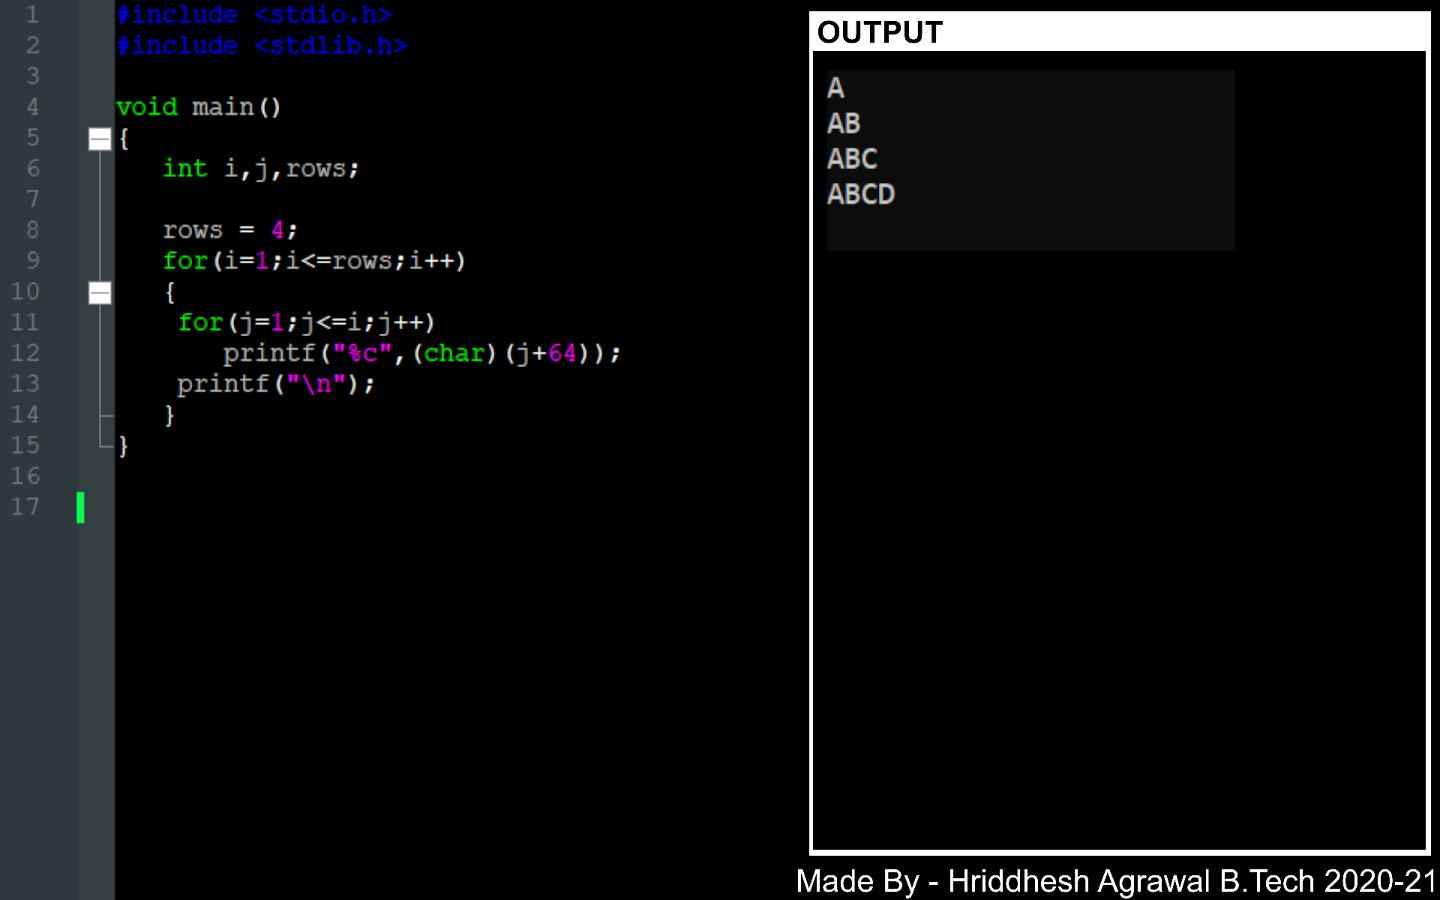 1 #include <stdio.h>
2 #include <stdlib.h>
3
4 void main()
5 {
6 int i,j,rows;
7
8 rows = 4;
9 for(i=1;i<=rows;i++)
10 {
11 for(j=1;j<=i;j++)
12 printf("%c",(char)(j+64));
13 printf("\n");
14 }
15 }
16
17
OUTPUT
A
AB
ABC
ABCD
Made By - Hriddhesh Agrawal B.Tech 2020-21